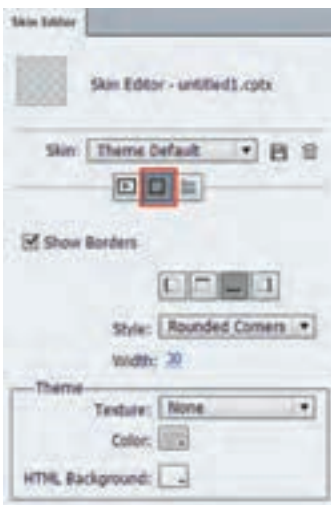 Skin Editor
Skin Editor - untitled1.cptx
Skin: Theme Default
Show Borders
Style: Rounded Corners
Width: 30
Theme
Texture: None
Color:
HTML Background: